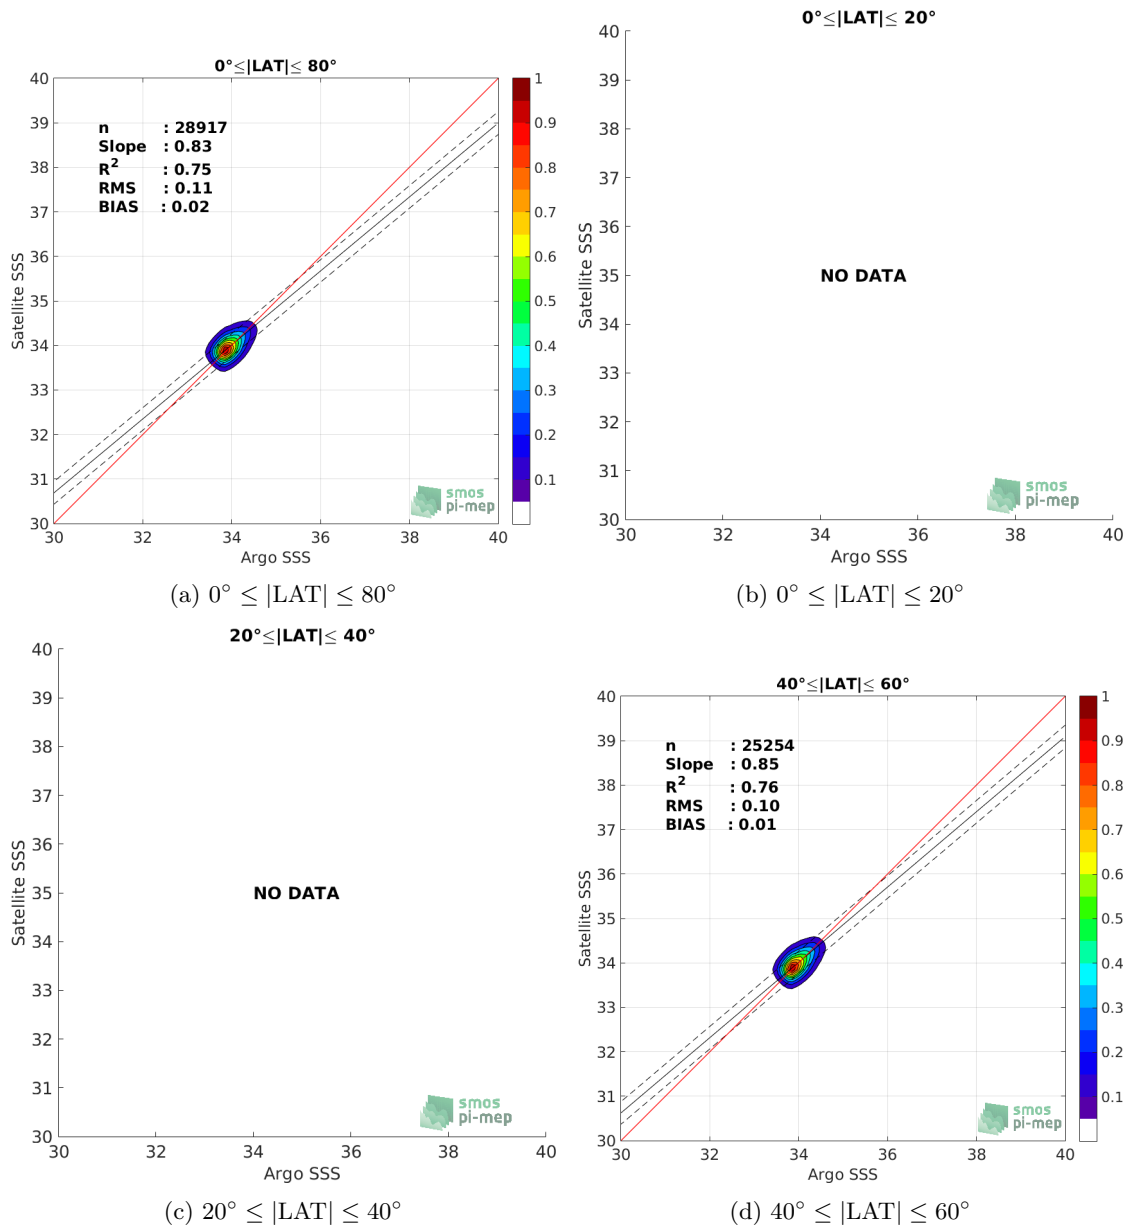 0°≤|LAT|≤ 80°
40
39
38
37
36
35
34
33
32
31
30
Satellite SSS
n : 28917
Slope : 0.83
R² : 0.75
RMS : 0.11
BIAS : 0.02
smos
pi-mep
30 32 34 36 38 40
Argo SSS
1
0.9
0.8
0.7
0.6
0.5
0.4
0.3
0.2
0.1
(a) 0° ≤ |LAT| ≤ 80°
0°≤|LAT|≤ 20°
40
39
38
37
36
35
34
33
32
31
30
Satellite SSS
NO DATA
smos
pi-mep
30 32 34 36 38 40
Argo SSS
(b) 0° ≤ |LAT| ≤ 20°
20°≤|LAT|≤ 40°
40
39
38
37
36
35
34
33
32
31
30
Satellite SSS
NO DATA
smos
pi-mep
30 32 34 36 38 40
Argo SSS
(c) 20° ≤ |LAT| ≤ 40°
40°≤|LAT|≤ 60°
40
39
38
37
36
35
34
33
32
31
30
Satellite SSS
n : 25254
Slope : 0.85
R² : 0.76
RMS : 0.10
BIAS : 0.01
smos
pi-mep
30 32 34 36 38 40
Argo SSS
1
0.9
0.8
0.7
0.6
0.5
0.4
0.3
0.2
0.1
(d) 40° ≤ |LAT| ≤ 60°